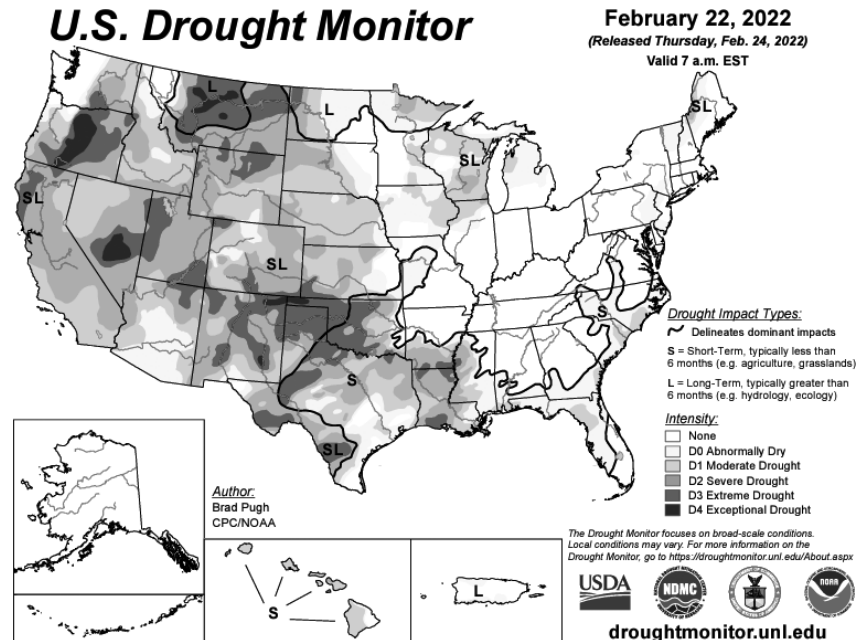 U.S. Drought Monitor
February 22, 2022
(Released Thursday, Feb. 24, 2022)
Valid 7 a.m. EST
L
L
SL
SL
SL
SL
S
S
SL
Drought Impact Types:
Delineates dominant impacts
S = Short-Term, typically less than
6 months (e.g. agriculture, grasslands)
L = Long-Term, typically greater than
6 months (e.g. hydrology, ecology)
Intensity:
None
D0 Abnormally Dry
D1 Moderate Drought
D2 Severe Drought
D3 Extreme Drought
D4 Exceptional Drought
Author:
Brad Pugh
CPC/NOAA
S
L
The Drought Monitor focuses on broad-scale conditions.
Local conditions may vary. For more information on the
Drought Monitor, go to https://droughtmonitor.unl.edu/About.aspx
USDA
NDMC
NOAA
droughtmonitor.unl.edu